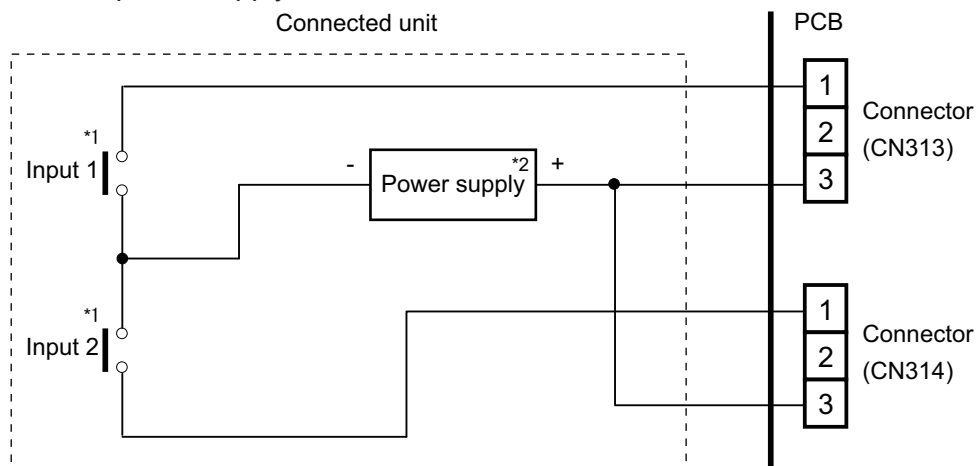 Connected unit
PCB
1
2
3
Connector
(CN313)
*1
Input 1
-
Power supply
*2
+
*1
Input 2
1
2
3
Connector
(CN314)